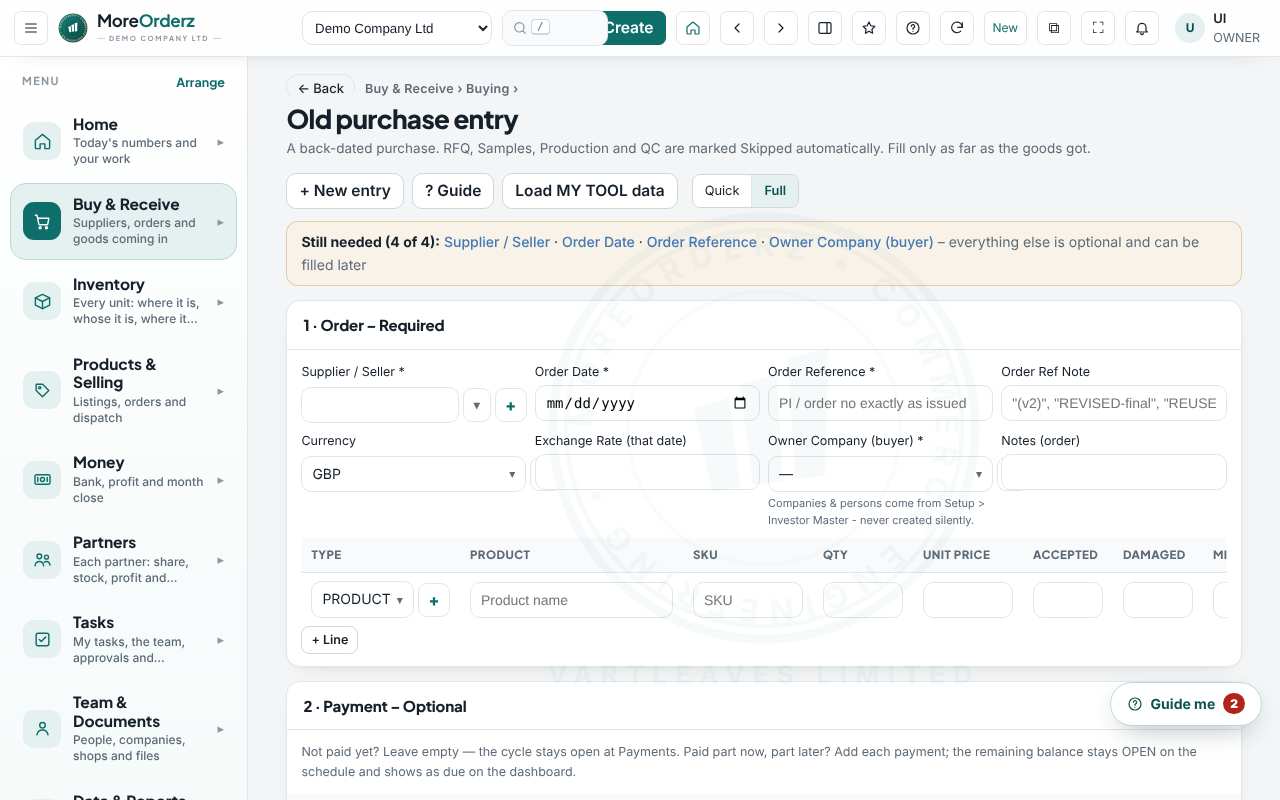 MoreOrderz
— DEMO COMPANY LTD —
Demo Company Ltd
/
Create
New
U
UI
OWNER
MENU
Arrange
Home
Today's numbers and
your work
Buy & Receive
Suppliers, orders and
goods coming in
Inventory
Every unit: where it is,
whose it is, where it...
Products &
Selling
Listings, orders and
dispatch
Money
Bank, profit and month
close
Partners
Each partner: share,
stock, profit and...
Tasks
My tasks, the team,
approvals and...
Team &
Documents
People, companies,
shops and files
← Back
Buy & Receive › Buying ›
Old purchase entry
A back-dated purchase. RFQ, Samples, Production and QC are marked Skipped automatically. Fill only as far as the goods got.
+ New entry
? Guide
Load MY TOOL data
Quick
Full
Still needed (4 of 4): Supplier / Seller · Order Date · Order Reference · Owner Company (buyer) – everything else is optional and can be
filled later
1 · Order – Required
Supplier / Seller *
Order Date *
Order Reference *
Order Ref Note
+
mm/dd/yyyy
PI / order no exactly as issued
"(v2)", "REVISED-final", "REUSE
Currency
Exchange Rate (that date)
Owner Company (buyer) *
Notes (order)
GBP
—
Companies & persons come from Setup >
Investor Master - never created silently.
TYPE
PRODUCT
SKU
QTY
UNIT PRICE
ACCEPTED
DAMAGED
MI
PRODUCT
+
Product name
SKU
+ Line
VARTLEAVES LIMITED
2 · Payment – Optional
Guide me
2
Not paid yet? Leave empty — the cycle stays open at Payments. Paid part now, part later? Add each payment; the remaining balance stays OPEN on the
schedule and shows as due on the dashboard.